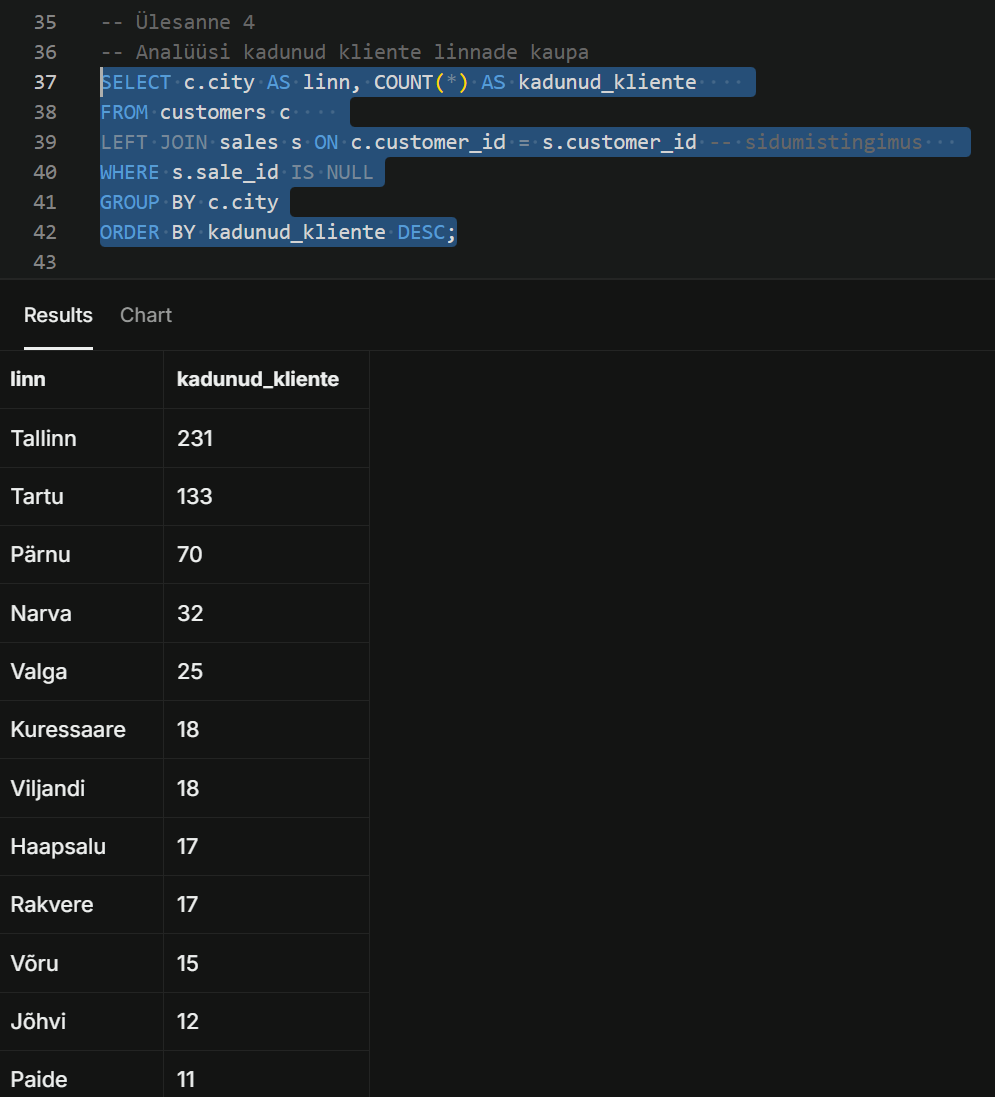 35 -- Ülesanne 4
36 -- Analüüsi kadunud kliente linnade kaupa
37 SELECT c.city AS linn, COUNT(*) AS kadunud_kliente
38 FROM customers c
39 LEFT JOIN sales s ON c.customer_id = s.customer_id -- sidumistingimus
40 WHERE s.sale_id IS NULL
41 GROUP BY c.city
42 ORDER BY kadunud_kliente DESC;
43
Results Chart
linn kadunud_kliente
Tallinn 231
Tartu 133
Pärnu 70
Narva 32
Valga 25
Kuressaare 18
Viljandi 18
Haapsalu 17
Rakvere 17
Võru 15
Jõhvi 12
Paide 11